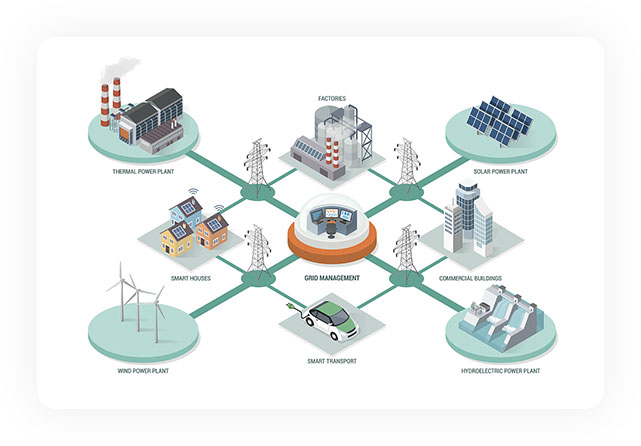 FACTORIES
THERMAL POWER PLANT
SOLAR POWER PLANT
SMART HOUSES
GRID MANAGEMENT
COMMERCIAL BUILDINGS
SMART TRANSPORT
WIND POWER PLANT
HYDROELECTRIC POWER PLANT